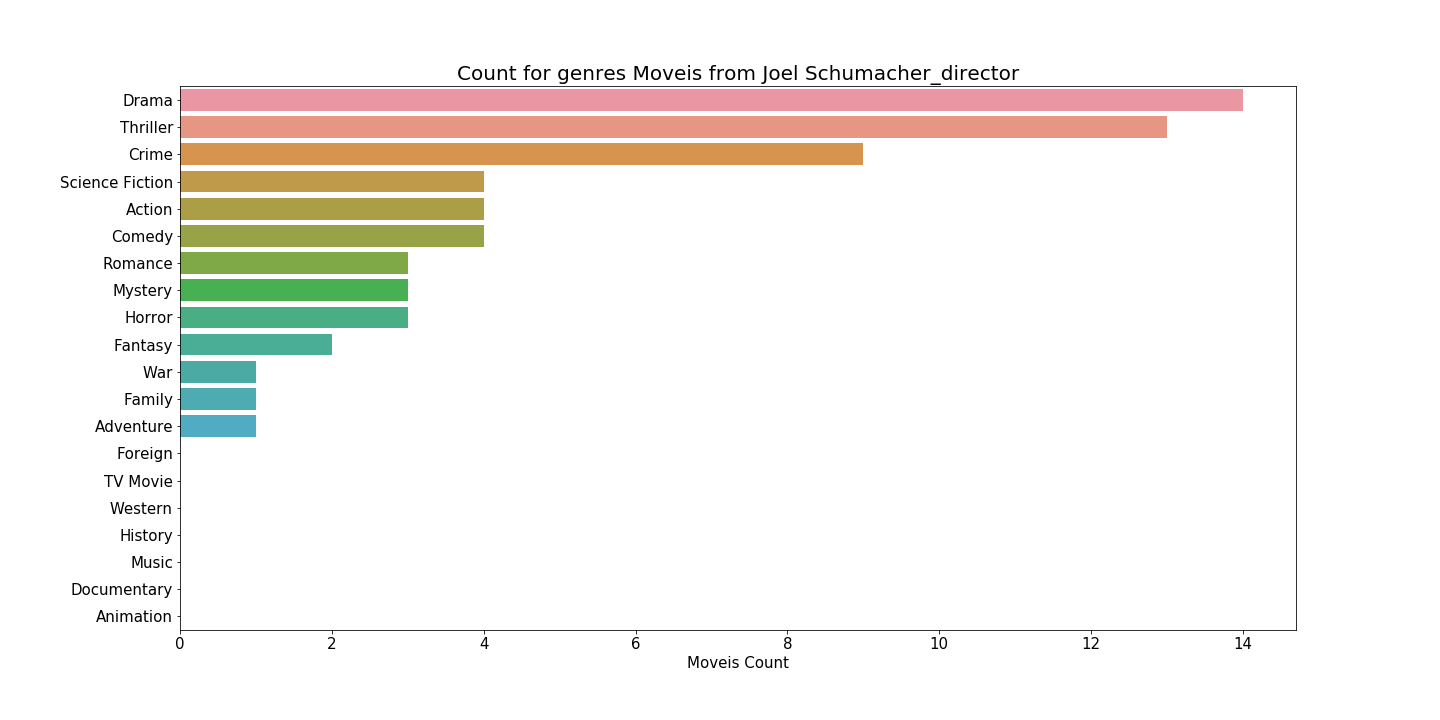 Count for genres Moveis from Joel Schumacher_director
Drama
Thriller
Crime
Science Fiction
Action
Comedy
Romance
Mystery
Horror
Fantasy
War
Family
Adventure
Foreign
TV Movie
Western
History
Music
Documentary
Animation
0 2 4 6 8 10 12 14
Moveis Count